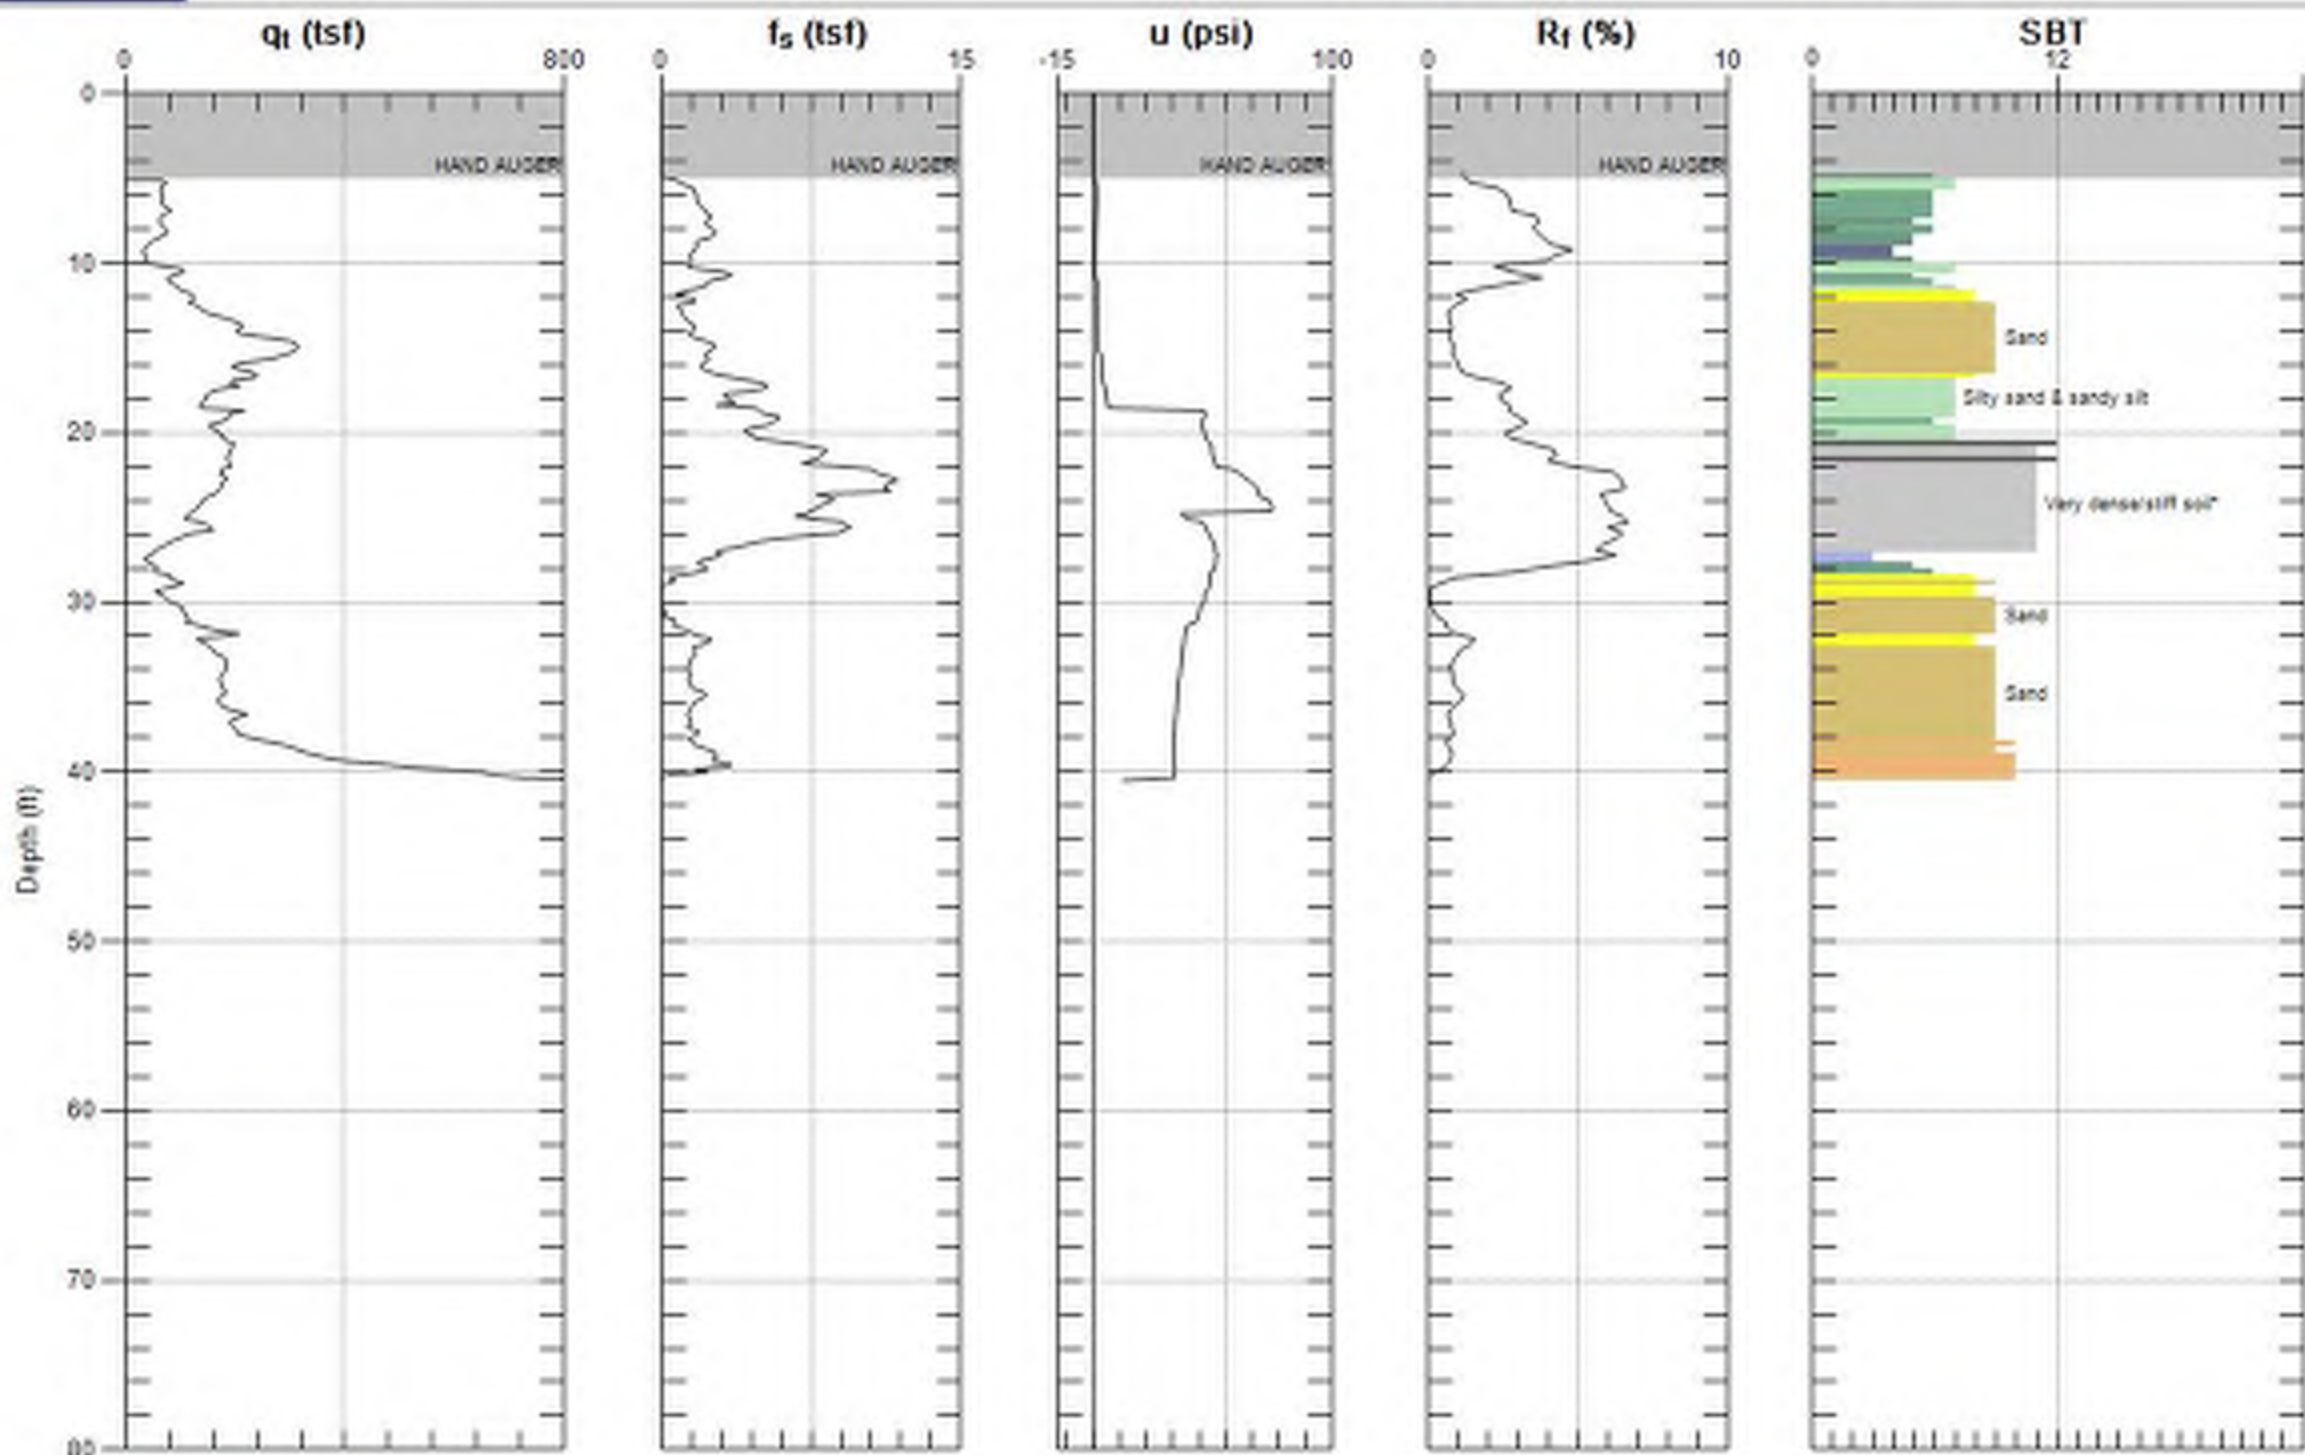 qt (tsf) fs (tsf) u (psi) Rf (%) SBT
0 800 0 15 -15 100 0 10 0 12
0
HAND AUGER HAND AUGER HAND AUGER HAND AUGER
10
Sand
Silty sand & sandy silt
20
Very dense/stiff soil*
30
Sand
Sand
40
Depth (ft)
50
60
70
80